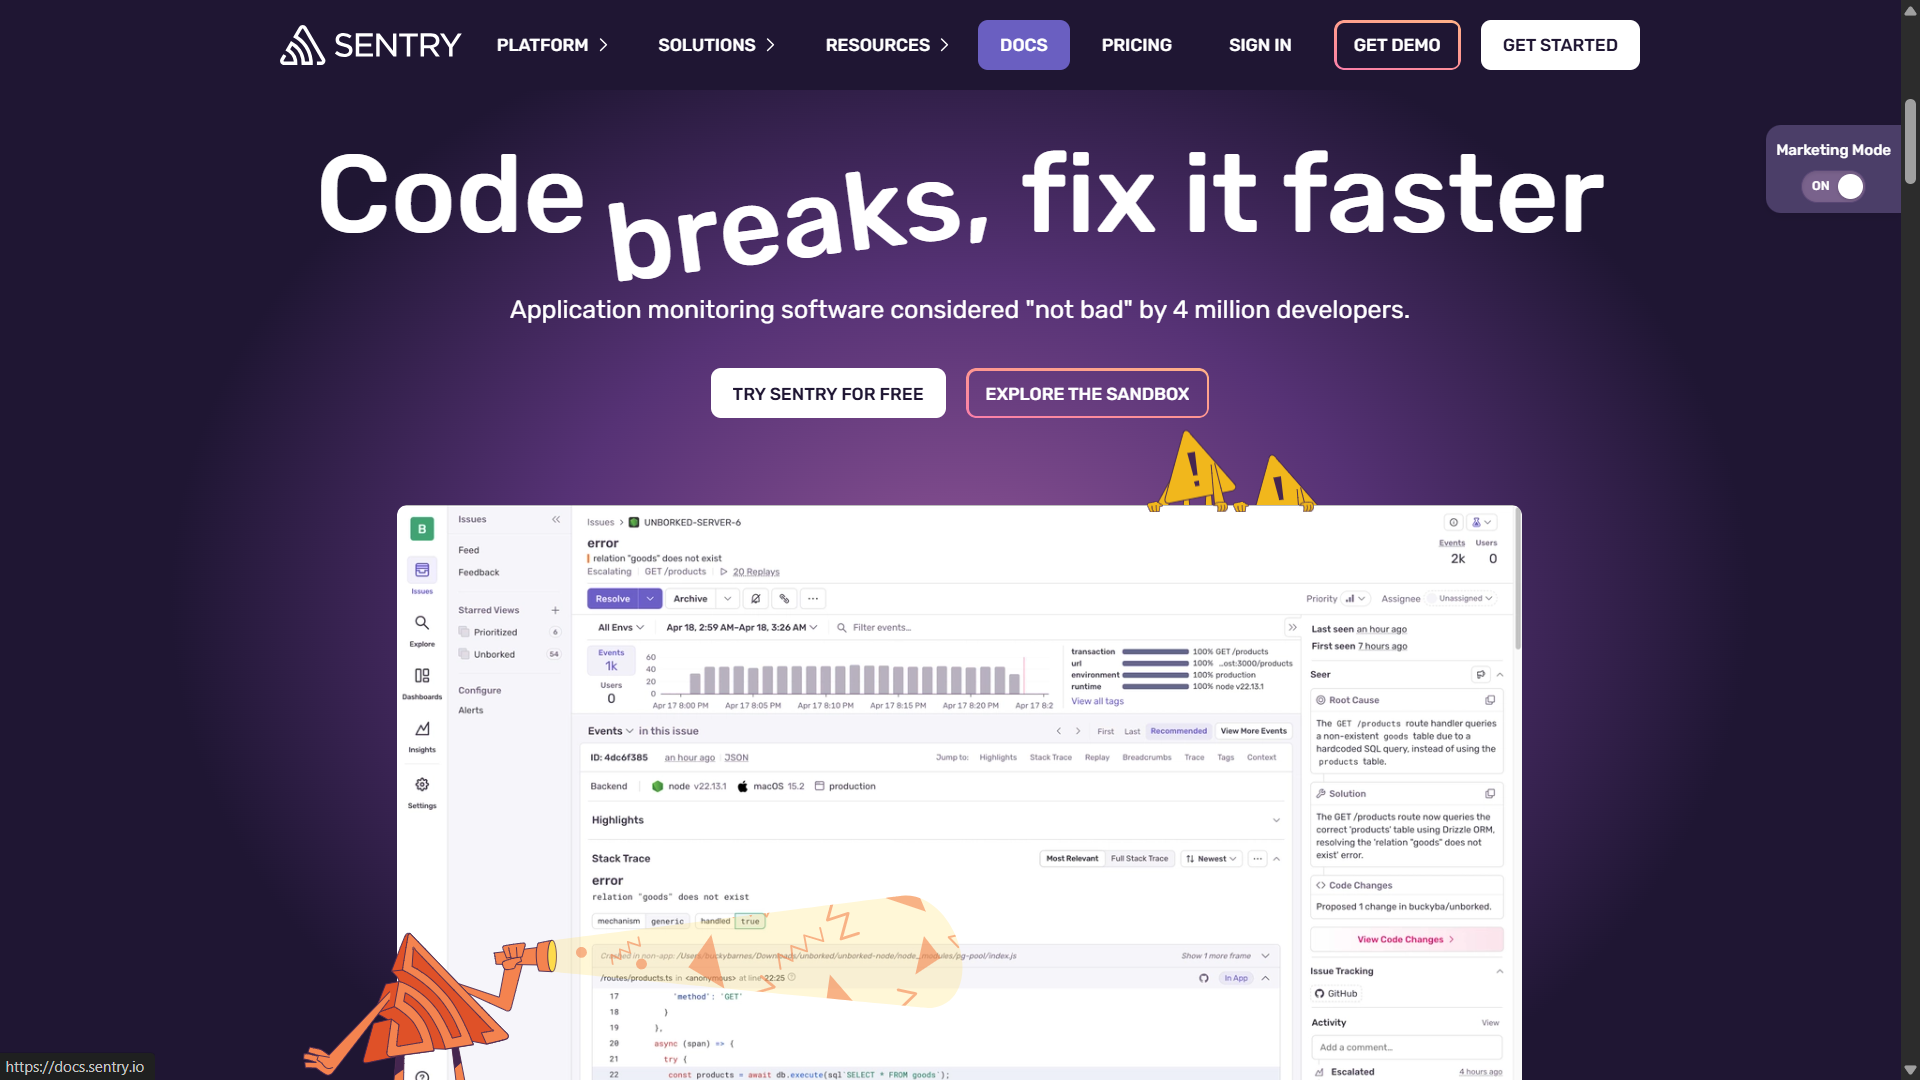 SENTRY
PLATFORM
SOLUTIONS
RESOURCES
DOCS
PRICING
SIGN IN
GET DEMO
GET STARTED
Marketing Mode
ON
Code breaks, fix it faster
Application monitoring software considered "not bad" by 4 million developers.
TRY SENTRY FOR FREE
EXPLORE THE SANDBOX
B
Issues
Explore
Dashboards
Insights
Settings
Issues
Feed
Feedback
Starred Views
Prioritized 6
Unborked 54
Configure
Alerts
Issues > UNBORKED-SERVER-6
error
relation "goods" does not exist
Escalating GET /products 20 Replays
Events Users
2k 0
Resolve Archive
Priority Assignee Unassigned
All Envs Apr 18, 2:59 AM–Apr 18, 3:26 AM Filter events...
Events
1k
Users
0
60
40
20
0
Apr 17 8:00 PM Apr 17 8:05 PM Apr 17 8:10 PM Apr 17 8:15 PM Apr 17 8:20 PM Apr 17 8:2
transaction 100% GET /products
url 100% ...ost:3000/products
environment 100% production
runtime 100% node v22.13.1
View all tags
Events in this issue
First Last Recommended View More Events
ID: 4dc6f385 an hour ago JSON
Jump to: Highlights Stack Trace Replay Breadcrumbs Trace Tags Context
Backend node v22.13.1 macOS 15.2 production
Highlights
Stack Trace
Most Relevant Full Stack Trace Newest
error
relation "goods" does not exist
mechanism generic handled true
Crashed in non-app: /Users/buckybarnes/Downloads/unborked/unborked-node/node_modules/pg-pool/index.js
Show 1 more frame
/routes/products.ts in <anonymous> at line 22:25
In App
17 'method': 'GET'
18 }
19 },
20 async (span) => {
21 try {
22 const products = await db.execute(sql`SELECT * FROM goods`);
Last seen an hour ago
First seen 7 hours ago
Seer
Root Cause
The GET /products route handler queries
a non-existent goods table due to a
hardcoded SQL query, instead of using the
products table.
Solution
The GET /products route now queries the
correct 'products' table using Drizzle ORM,
resolving the 'relation "goods" does not
exist' error.
Code Changes
Proposed 1 change in buckyba/unborked.
View Code Changes
Issue Tracking
GitHub
Activity View
Add a comment...
Escalated 4 hours ago
https://docs.sentry.io